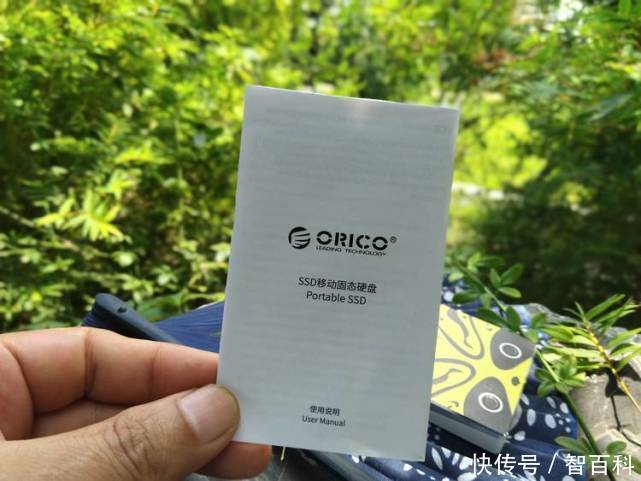 ORICO®
LEADING TECHNOLOGY
SSD移动固态硬盘
Portable SSD
使用说明
User Manual
快传号 / 智百科